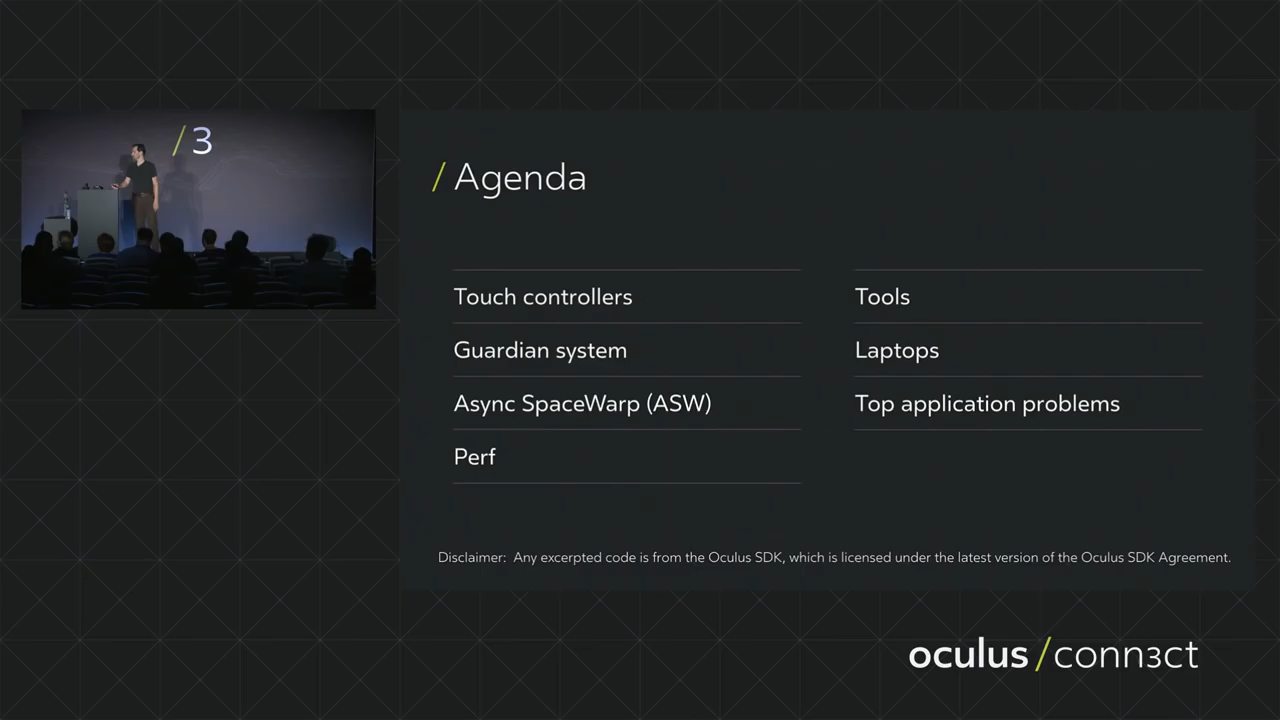 /3
/ Agenda
Touch controllers
Guardian system
Async SpaceWarp (ASW)
Perf
Tools
Laptops
Top application problems
Disclaimer: Any excerpted code is from the Oculus SDK, which is licensed under the latest version of the Oculus SDK Agreement.
oculus /conn3ct